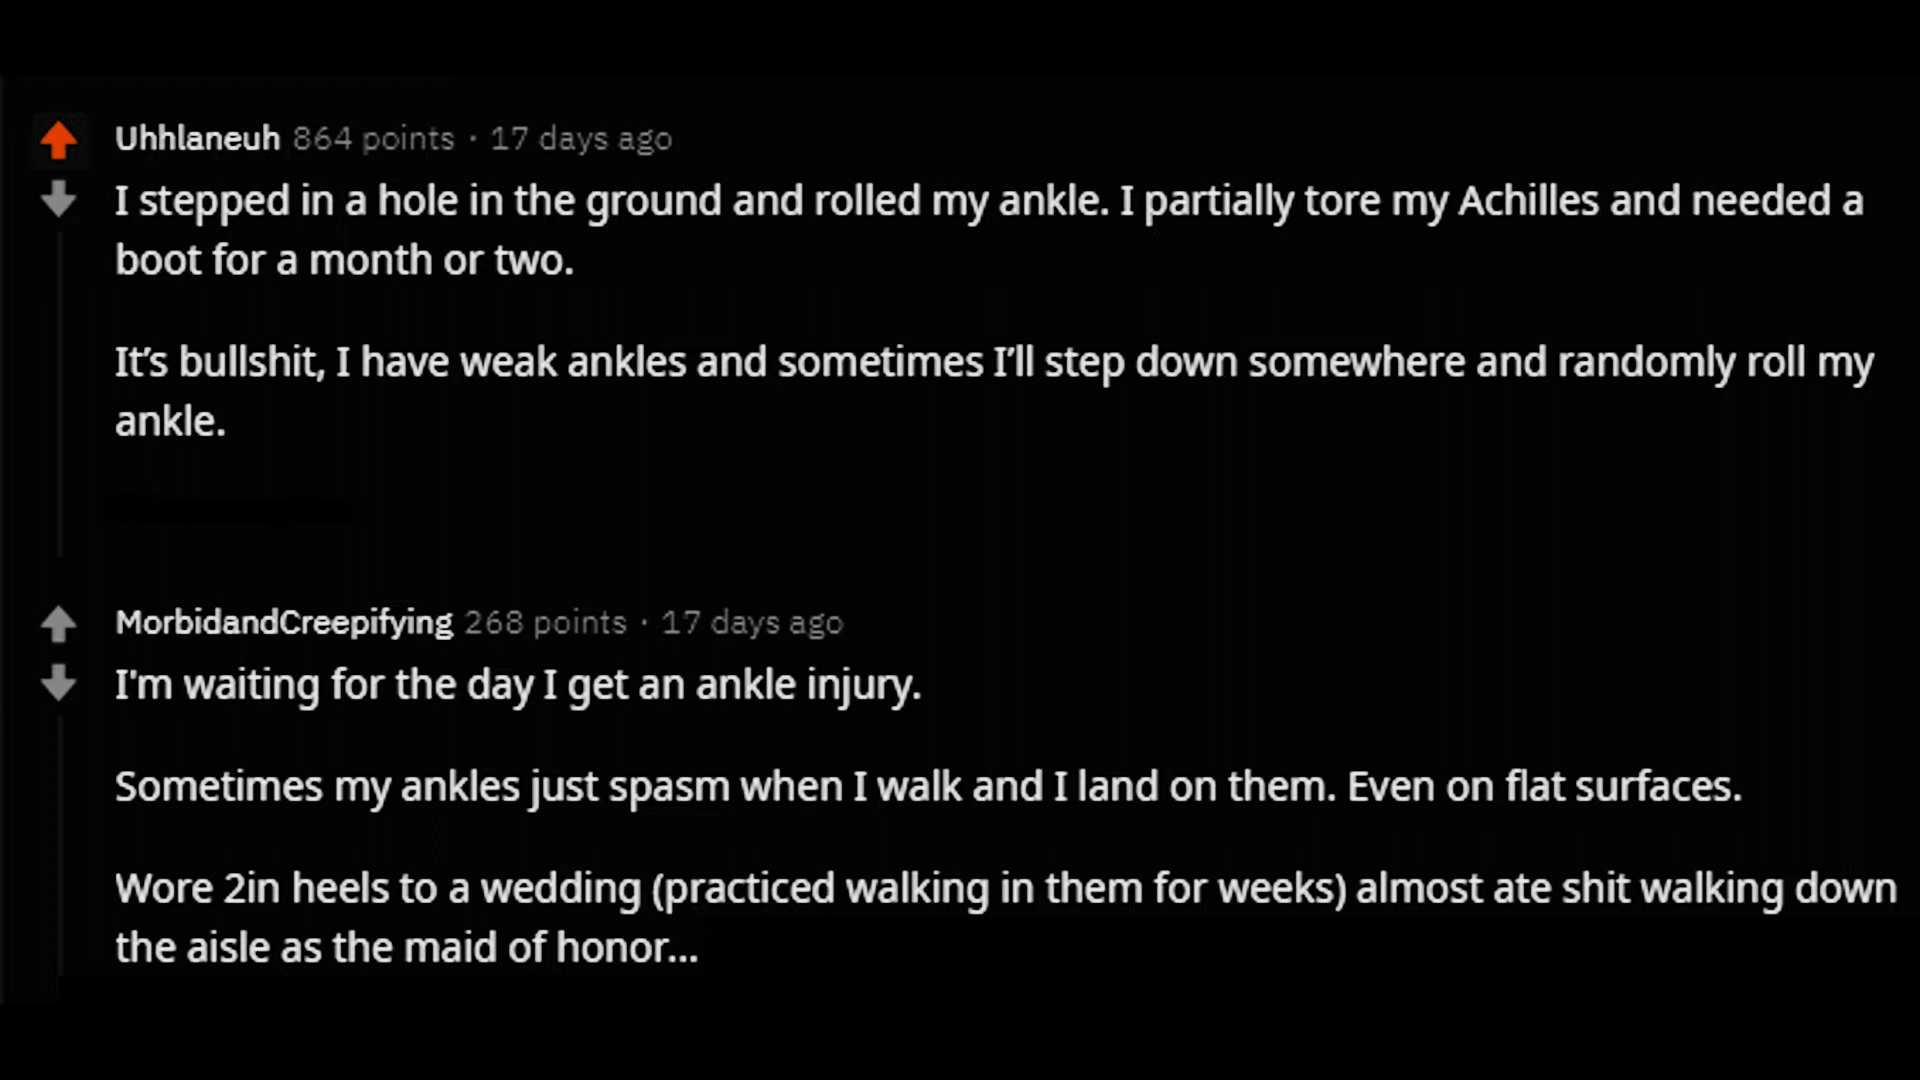 Uhhlaneuh 864 points · 17 days ago
I stepped in a hole in the ground and rolled my ankle. I partially tore my Achilles and needed a
boot for a month or two.
It's bullshit, I have weak ankles and sometimes I'll step down somewhere and randomly roll my
ankle.
MorbidandCreepifying 268 points · 17 days ago
I'm waiting for the day I get an ankle injury.
Sometimes my ankles just spasm when I walk and I land on them. Even on flat surfaces.
Wore 2in heels to a wedding (practiced walking in them for weeks) almost ate shit walking down
the aisle as the maid of honor...